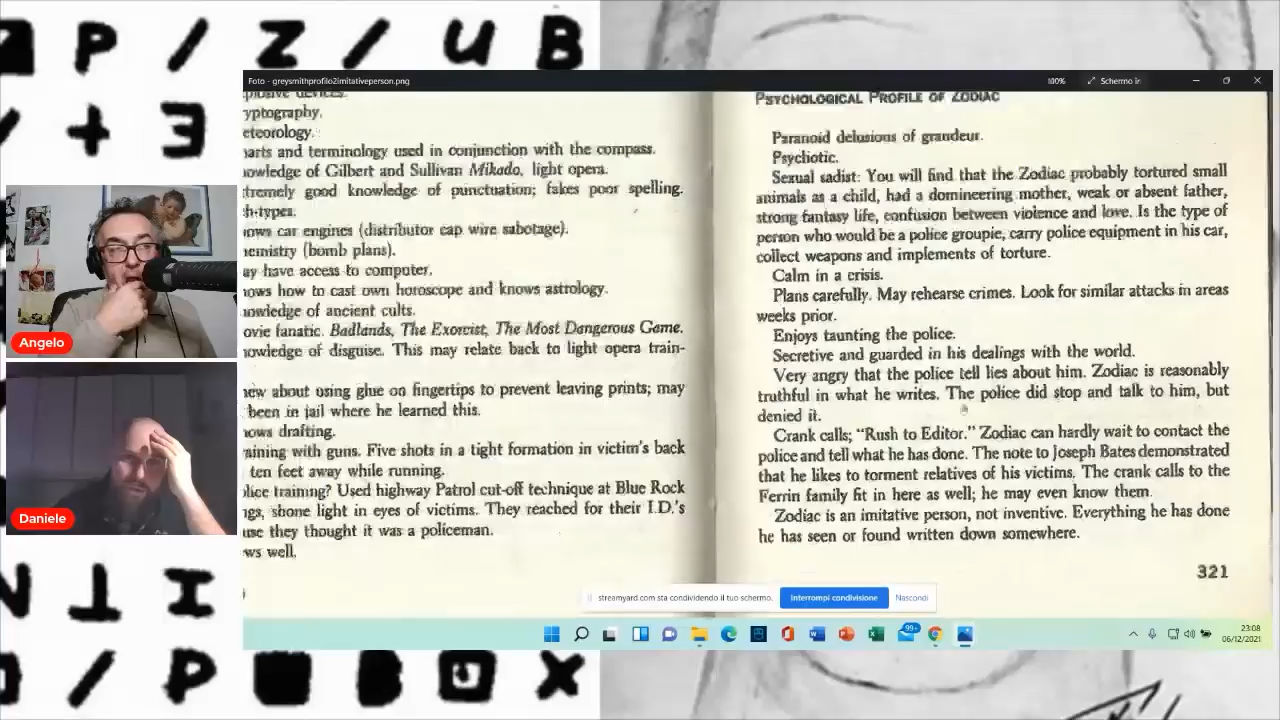 P / Z / U B
+
Foto - greysmithprofilo2imitativeperson.png
100%
Schermo in
yptography.
eteorology.
arts and terminology used in conjunction with the compass.
owledge of Gilbert and Sullivan Mikado, light opera.
tremely good knowledge of punctuation; fakes poor spelling.
h-types.
ows car engines (distributor cap wire sabotage).
hemistry (bomb plans).
ay have access to computer.
nows how to cast own horoscope and knows astrology.
nowledge of ancient cults.
ovie fanatic. Badlands, The Exorcist, The Most Dangerous Game.
nowledge of disguise. This may relate back to light opera train-
new about using glue on fingertips to prevent leaving prints; may
been in jail where he learned this.
nows drafting.
aining with guns. Five shots in a tight formation in victim's back
ten feet away while running.
olice training? Used highway Patrol cut-off technique at Blue Rock
ngs, shone light in eyes of victims. They reached for their I.D.'s
use they thought it was a policeman.
ws well.
PSYCHOLOGICAL PROFILE OF ZODIAC
Paranoid delusions of grandeur.
Psychotic.
Sexual sadist: You will find that the Zodiac probably tortured small
animals as a child, had a domineering mother, weak or absent father,
strong fantasy life, confusion between violence and love. Is the type of
person who would be a police groupie, carry police equipment in his car,
collect weapons and implements of torture.
Calm in a crisis.
Plans carefully. May rehearse crimes. Look for similar attacks in areas
weeks prior.
Enjoys taunting the police.
Secretive and guarded in his dealings with the world.
Very angry that the police tell lies about him. Zodiac is reasonably
truthful in what he writes. The police did stop and talk to him, but
denied it.
Crank calls; "Rush to Editor." Zodiac can hardly wait to contact the
police and tell what he has done. The note to Joseph Bates demonstrated
that he likes to torment relatives of his victims. The crank calls to the
Ferrin family fit in here as well; he may even know them.
Zodiac is an imitative person, not inventive. Everything he has done
he has seen or found written down somewhere.
321
Angelo
Daniele
streamyard.com sta condividendo il tuo schermo.
Interrompi condivisione
Nascondi
99+
23:08
06/12/2021
I
/ P
X